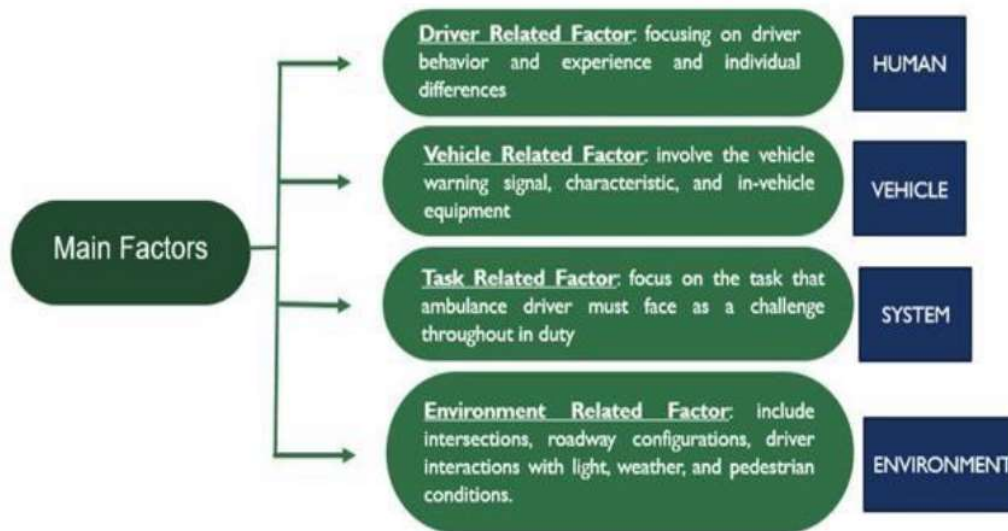 Main Factors
Driver Related Factor: focusing on driver
behavior and experience and individual
differences
HUMAN
Vehicle Related Factor: involve the vehicle
warning signal, characteristic, and in-vehicle
equipment
VEHICLE
Task Related Factor: focus on the task that
ambulance driver must face as a challenge
throughout in duty
SYSTEM
Environment Related Factor: include
intersections, roadway configurations, driver
interactions with light, weather, and pedestrian
conditions.
ENVIRONMENT